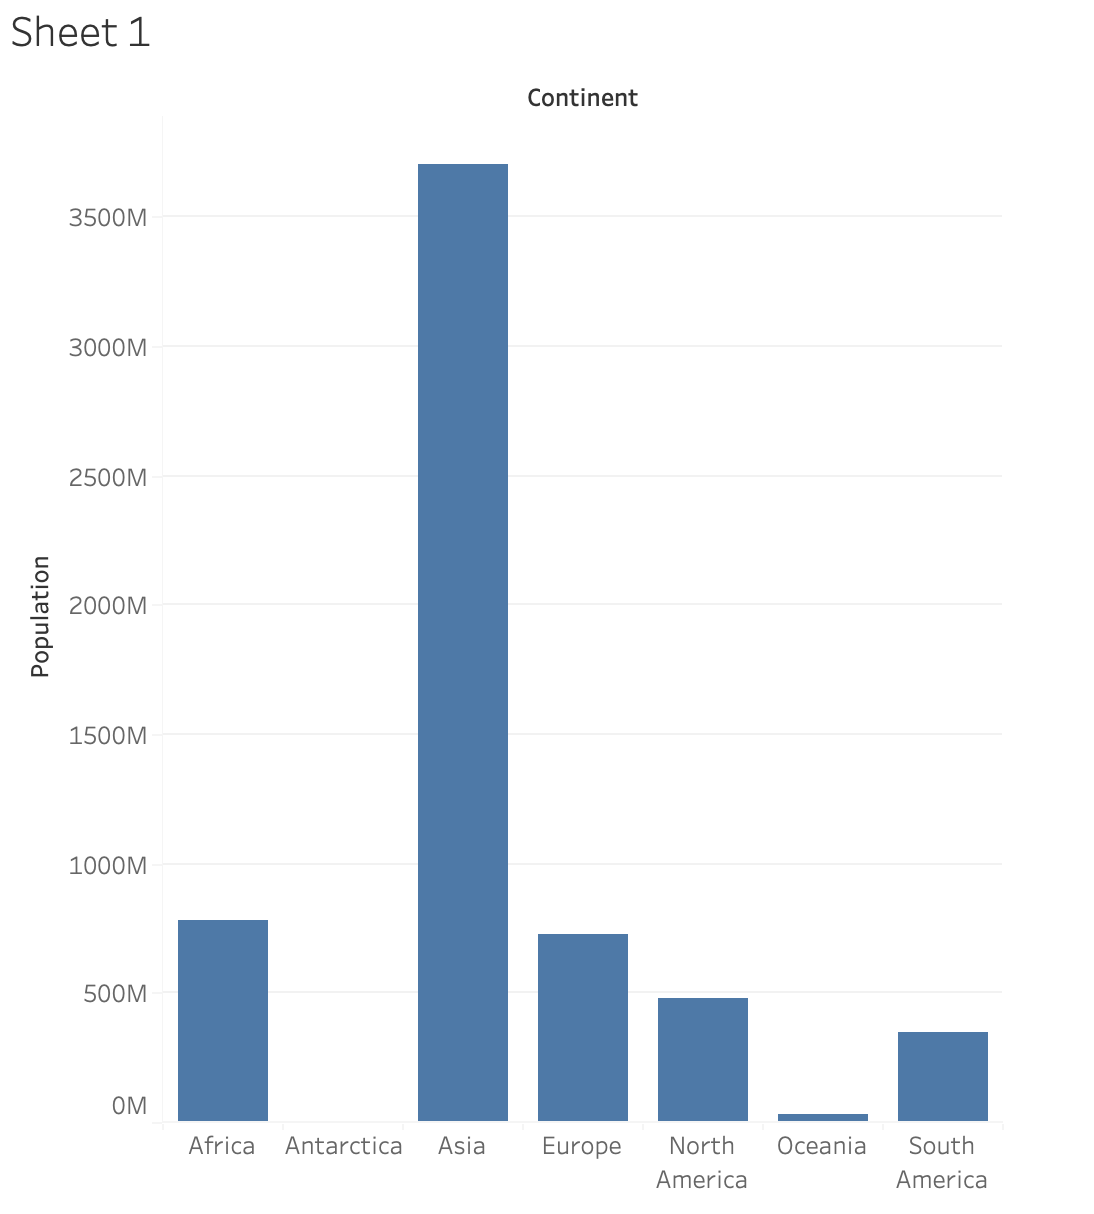 Sheet 1
Continent
Population
3500M
3000M
2500M
2000M
1500M
1000M
500M
0M
Africa Antarctica Asia Europe North Oceania South
America America